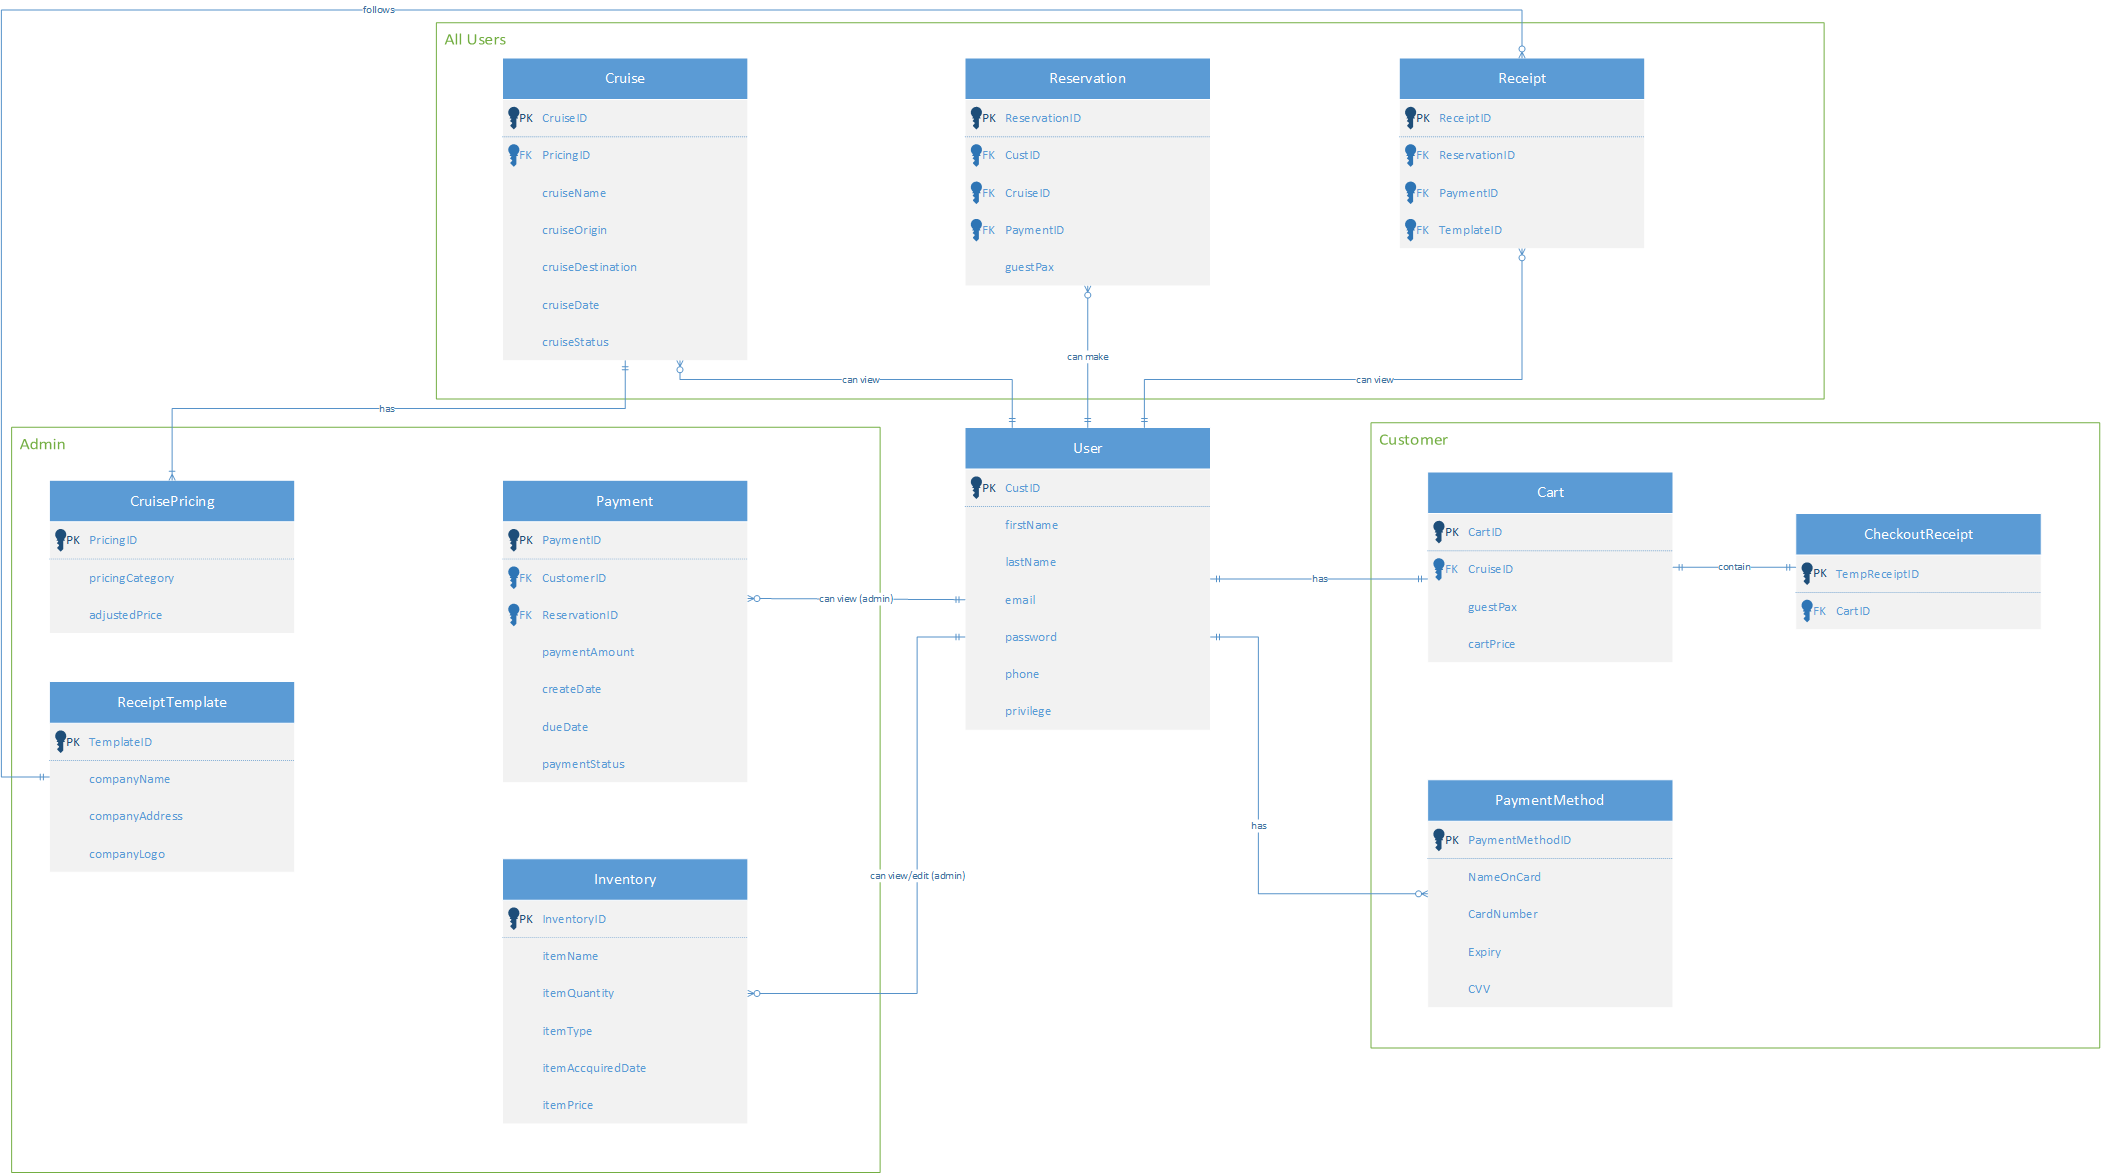 follows
All Users
Cruise
PK CruiseID
FK PricingID
cruiseName
cruiseOrigin
cruiseDestination
cruiseDate
cruiseStatus
Reservation
PK ReservationID
FK CustID
FK CruiseID
FK PaymentID
guestPax
Receipt
PK ReceiptID
FK ReservationID
FK PaymentID
FK TemplateID
can make
can view
can view
has
Admin
CruisePricing
PK PricingID
pricingCategory
adjustedPrice
ReceiptTemplate
PK TemplateID
companyName
companyAddress
companyLogo
Payment
PK PaymentID
FK CustomerID
FK ReservationID
paymentAmount
createDate
dueDate
paymentStatus
Inventory
PK InventoryID
itemName
itemQuantity
itemType
itemAccquiredDate
itemPrice
can view (admin)
can view/edit (admin)
User
PK CustID
firstName
lastName
email
password
phone
privilege
has
has
Customer
Cart
PK CartID
FK CruiseID
guestPax
cartPrice
contain
CheckoutReceipt
PK TempReceiptID
FK CartID
PaymentMethod
PK PaymentMethodID
NameOnCard
CardNumber
Expiry
CVV